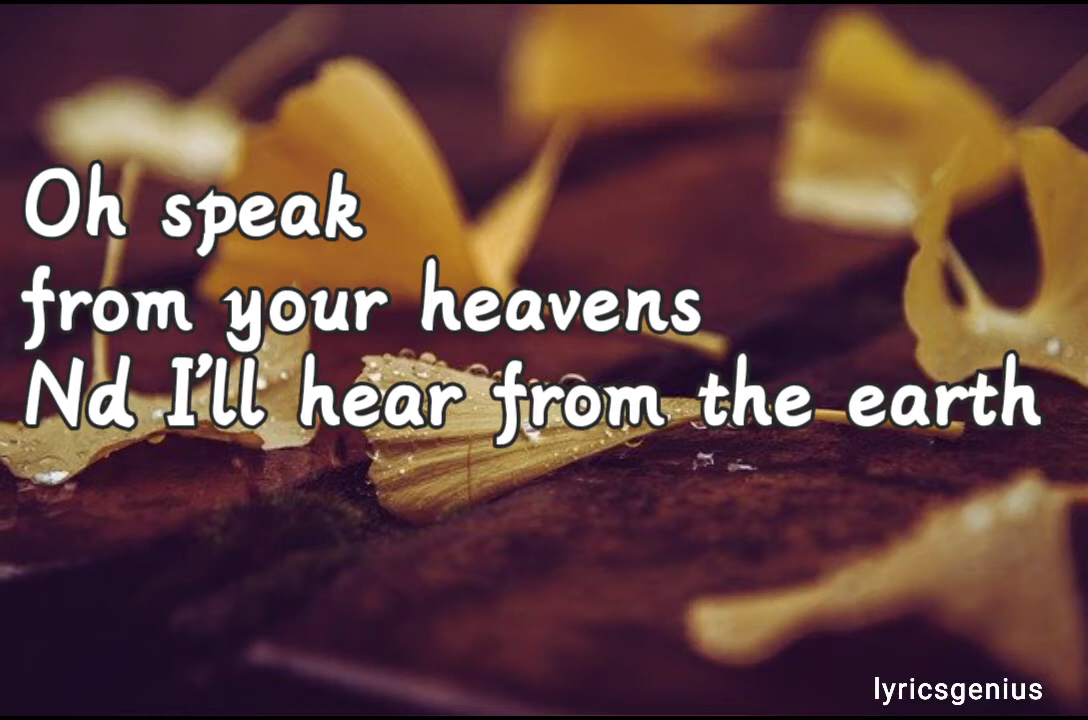 Oh speak
from your heavens
Nd I'll hear from the earth
lyricsgenius